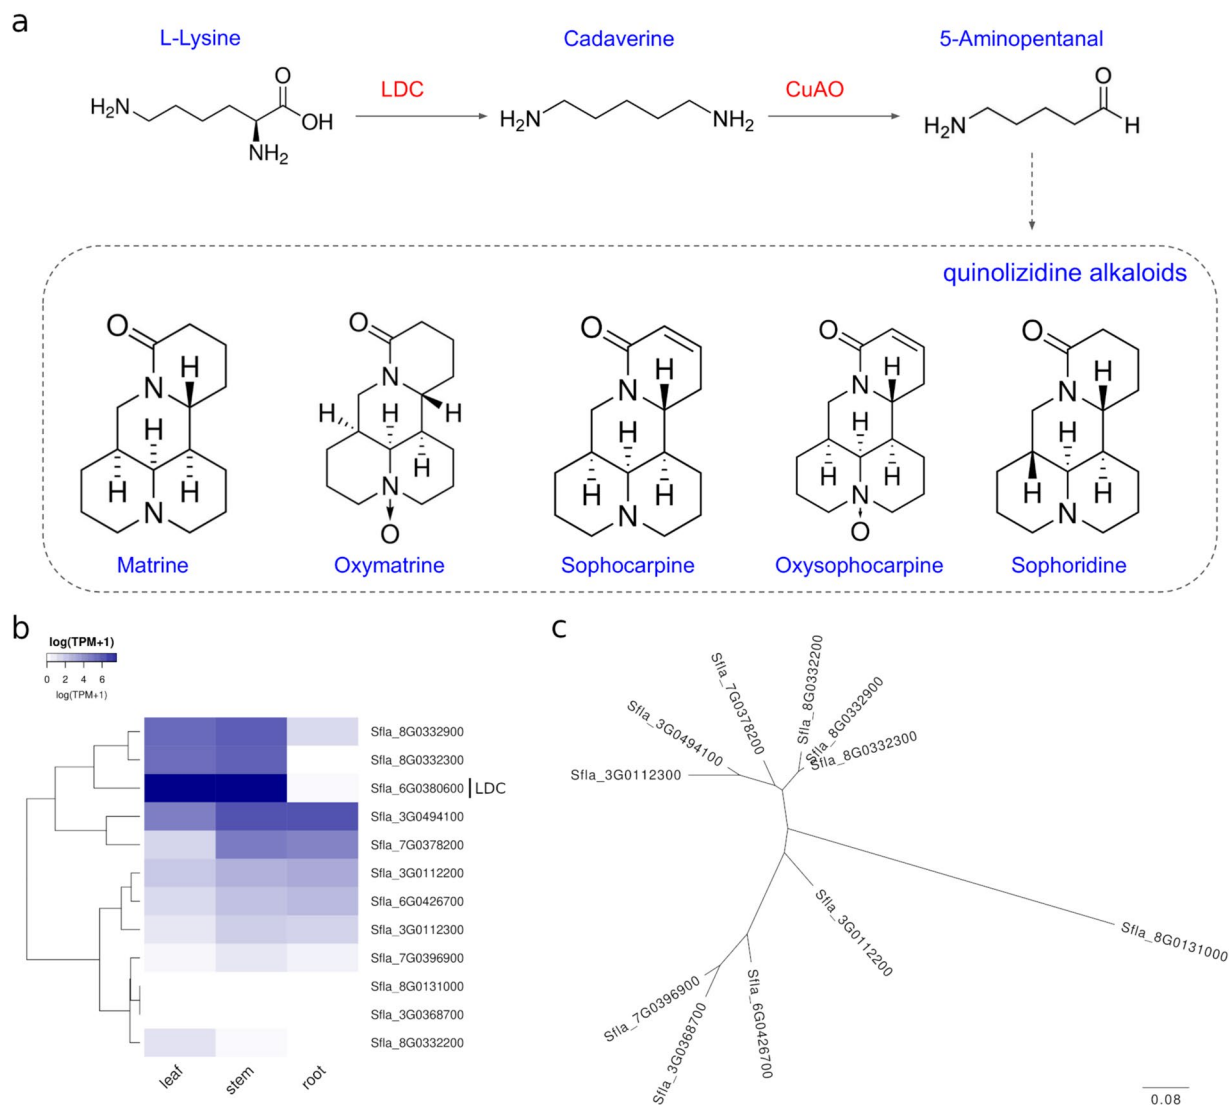 a
L-Lysine
Cadaverine
5-Aminopentanal
H₂N
O
OH
NH₂
LDC
H₂N
NH₂
CuAO
H₂N
O
H
quinolizidine alkaloids
O
N
H
H
H
H
N
Matrine
O
N
H
H
H
H
N
O
Oxymatrine
O
N
H
H
H
H
N
Sophocarpine
O
N
H
H
H
H
N
O
Oxysophocarpine
O
N
H
H
H
H
N
Sophoridine
b
log(TPM+1)
0 2 4 6
log(TPM+1)
Sfla_8G0332900
Sfla_8G0332300
Sfla_6G0380600 LDC
Sfla_3G0494100
Sfla_7G0378200
Sfla_3G0112200
Sfla_6G0426700
Sfla_3G0112300
Sfla_7G0396900
Sfla_8G0131000
Sfla_3G0368700
Sfla_8G0332200
leaf
stem
root
c
Sfla_3G0112300
Sfla_3G0494100
Sfla_7G0378200
Sfla_8G0332200
Sfla_8G0332900
Sfla_8G0332300
Sfla_8G0131000
Sfla_3G0112200
Sfla_6G0426700
Sfla_3G0368700
Sfla_7G0396900
0.08